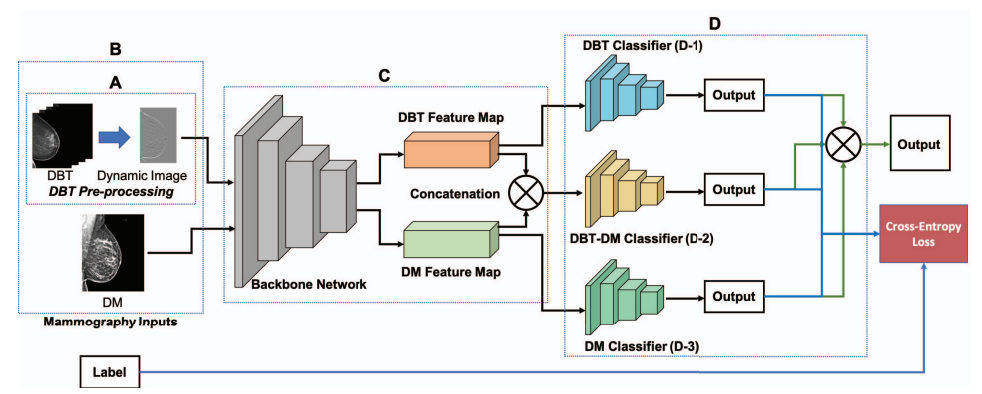 B
A
DBT
Dynamic Image
DBT Pre-processing
DM
Mammography Inputs
Label
C
Backbone Network
DBT Feature Map
Concatenation
DM Feature Map
D
DBT Classifier (D-1)
Output
DBT-DM Classifier (D-2)
Output
DM Classifier (D-3)
Output
Output
Cross-Entropy
Loss